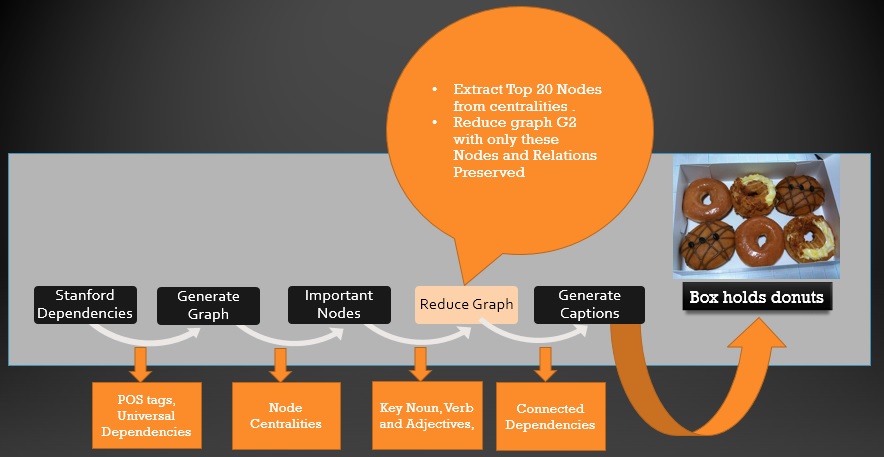 • Extract Top 20 Nodes
from centralities .
• Reduce graph G2
with only these
Nodes and Relations
Preserved
Stanford
Dependencies
Generate
Graph
Important
Nodes
Reduce Graph
Generate
Captions
Box holds donuts
POS tags,
Universal
Dependencies
Node
Centralities
Key Noun, Verb
and Adjectives,
Connected
Dependencies